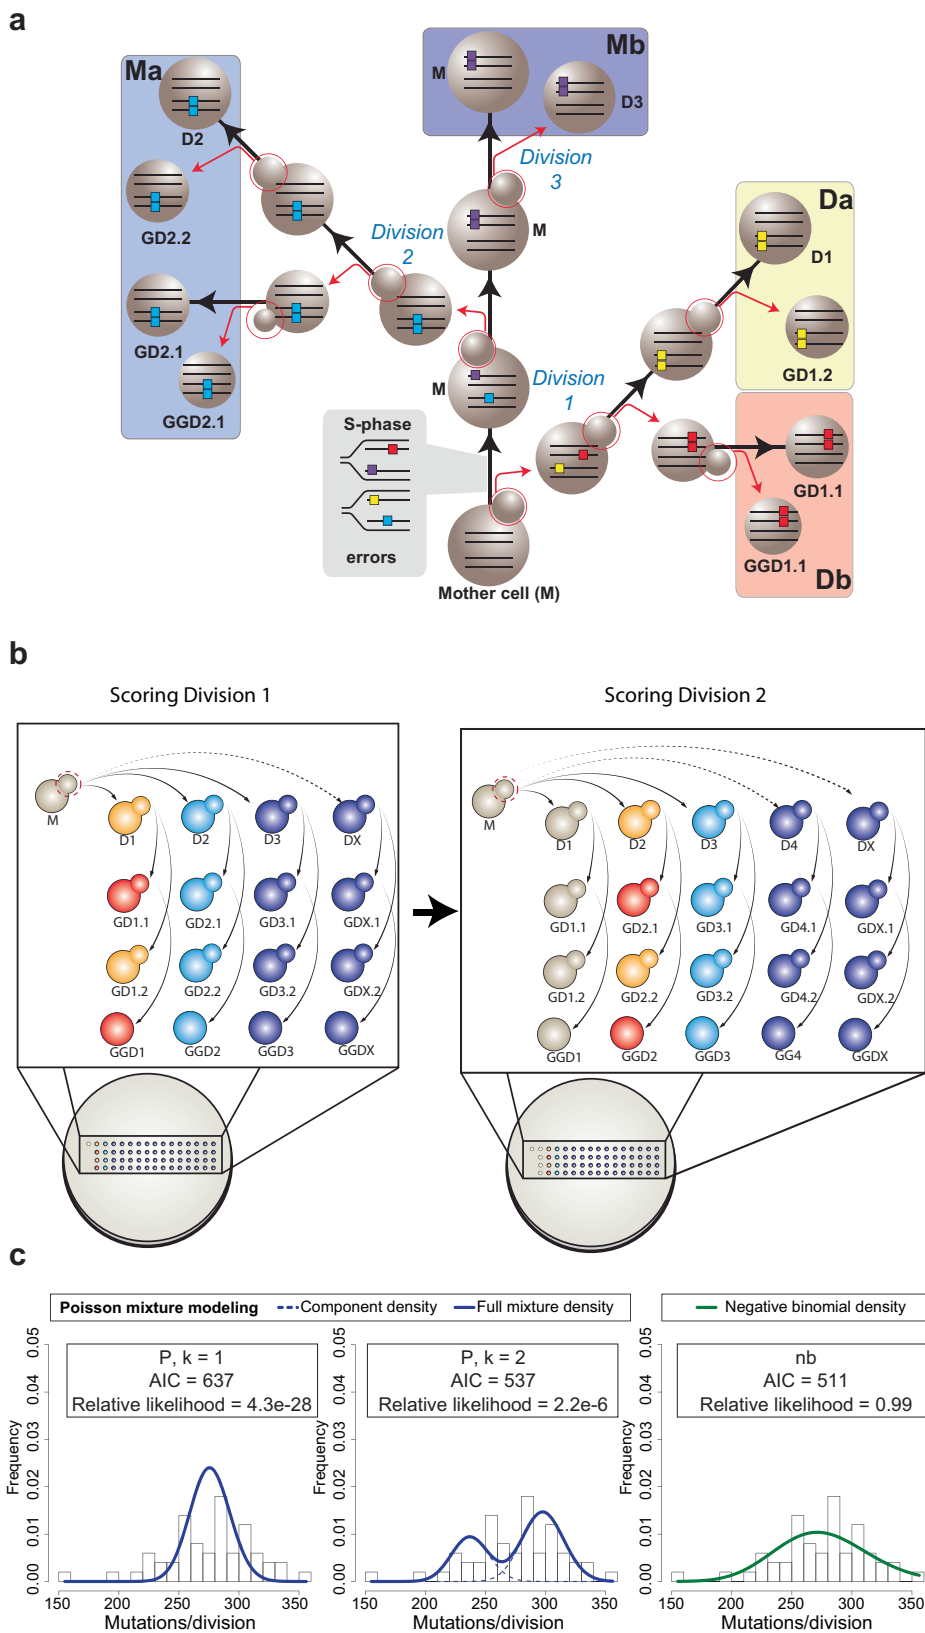 a
Ma
Mb
M
D3
D2
Division
3
GD2.2
Division
2
M
Da
D1
GD2.1
GGD2.1
M
Division
1
GD1.2
S-phase
errors
GD1.1
GGD1.1
Db
Mother cell (M)
b
Scoring Division 1
Scoring Division 2
M
D1
D2
D3
DX
GD1.1
GD2.1
GD3.1
GDX.1
GD1.2
GD2.2
GD3.2
GDX.2
GGD1
GGD2
GGD3
GGDX
M
D1
D2
D3
D4
DX
GD1.1
GD2.1
GD3.1
GD4.1
GDX.1
GD1.2
GD2.2
GD3.2
GD4.2
GDX.2
GGD1
GGD2
GGD3
GG4
GGDX
c
Poisson mixture modeling
Component density
Full mixture density
Negative binomial density
P, k = 1
AIC = 637
Relative likelihood = 4.3e-28
Frequency
0.00 0.01 0.02 0.03 0.04 0.05
150 200 250 300 350
Mutations/division
P, k = 2
AIC = 537
Relative likelihood = 2.2e-6
Frequency
0.00 0.01 0.02 0.03 0.04 0.05
150 200 250 300 350
Mutations/division
nb
AIC = 511
Relative likelihood = 0.99
Frequency
0.00 0.01 0.02 0.03 0.04 0.05
150 200 250 300 350
Mutations/division